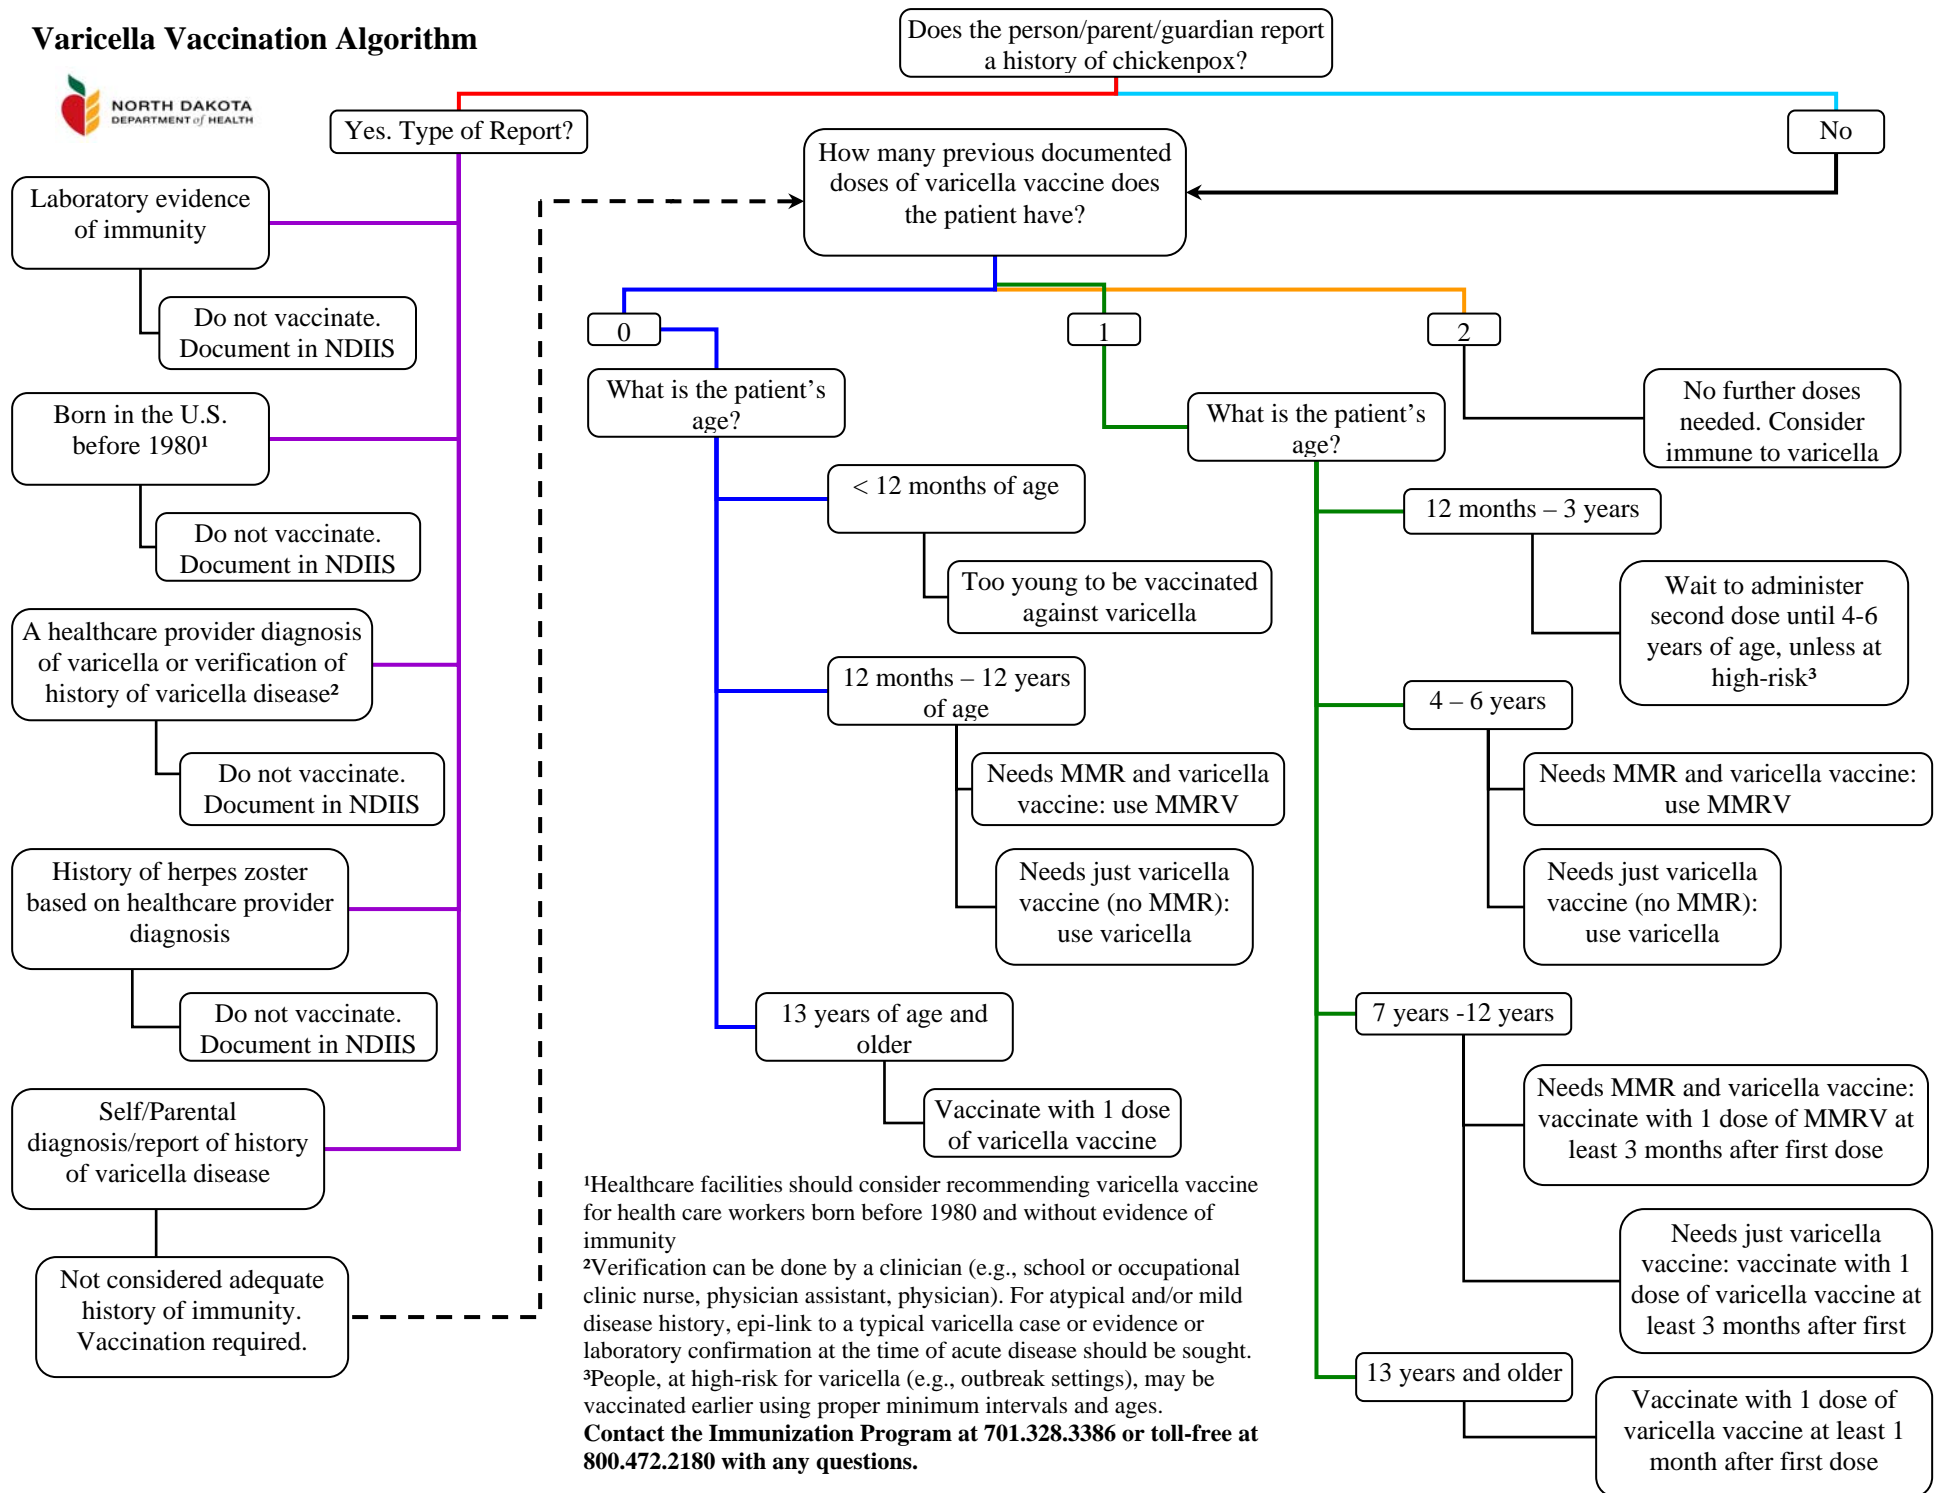 Varicella Vaccination Algorithm
NORTH DAKOTA
DEPARTMENT of HEALTH
Does the person/parent/guardian report
a history of chickenpox?
Yes. Type of Report?
No
Laboratory evidence
of immunity
Do not vaccinate.
Document in NDIIS
Born in the U.S.
before 1980¹
Do not vaccinate.
Document in NDIIS
A healthcare provider diagnosis
of varicella or verification of
history of varicella disease²
Do not vaccinate.
Document in NDIIS
History of herpes zoster
based on healthcare provider
diagnosis
Do not vaccinate.
Document in NDIIS
Self/Parental
diagnosis/report of history
of varicella disease
Not considered adequate
history of immunity.
Vaccination required.
How many previous documented
doses of varicella vaccine does
the patient have?
0
1
2
What is the patient’s
age?
< 12 months of age
Too young to be vaccinated
against varicella
12 months – 12 years
of age
Needs MMR and varicella
vaccine: use MMRV
Needs just varicella
vaccine (no MMR):
use varicella
13 years of age and
older
Vaccinate with 1 dose
of varicella vaccine
What is the patient’s
age?
12 months – 3 years
Wait to administer
second dose until 4-6
years of age, unless at
high-risk³
4 – 6 years
Needs MMR and varicella vaccine:
use MMRV
Needs just varicella
vaccine (no MMR):
use varicella
7 years -12 years
Needs MMR and varicella vaccine:
vaccinate with 1 dose of MMRV at
least 3 months after first dose
Needs just varicella
vaccine: vaccinate with 1
dose of varicella vaccine at
least 3 months after first
13 years and older
Vaccinate with 1 dose of
varicella vaccine at least 1
month after first dose
No further doses
needed. Consider
immune to varicella
¹Healthcare facilities should consider recommending varicella vaccine
for health care workers born before 1980 and without evidence of
immunity
²Verification can be done by a clinician (e.g., school or occupational
clinic nurse, physician assistant, physician). For atypical and/or mild
disease history, epi-link to a typical varicella case or evidence or
laboratory confirmation at the time of acute disease should be sought.
³People, at high-risk for varicella (e.g., outbreak settings), may be
vaccinated earlier using proper minimum intervals and ages.
Contact the Immunization Program at 701.328.3386 or toll-free at
800.472.2180 with any questions.